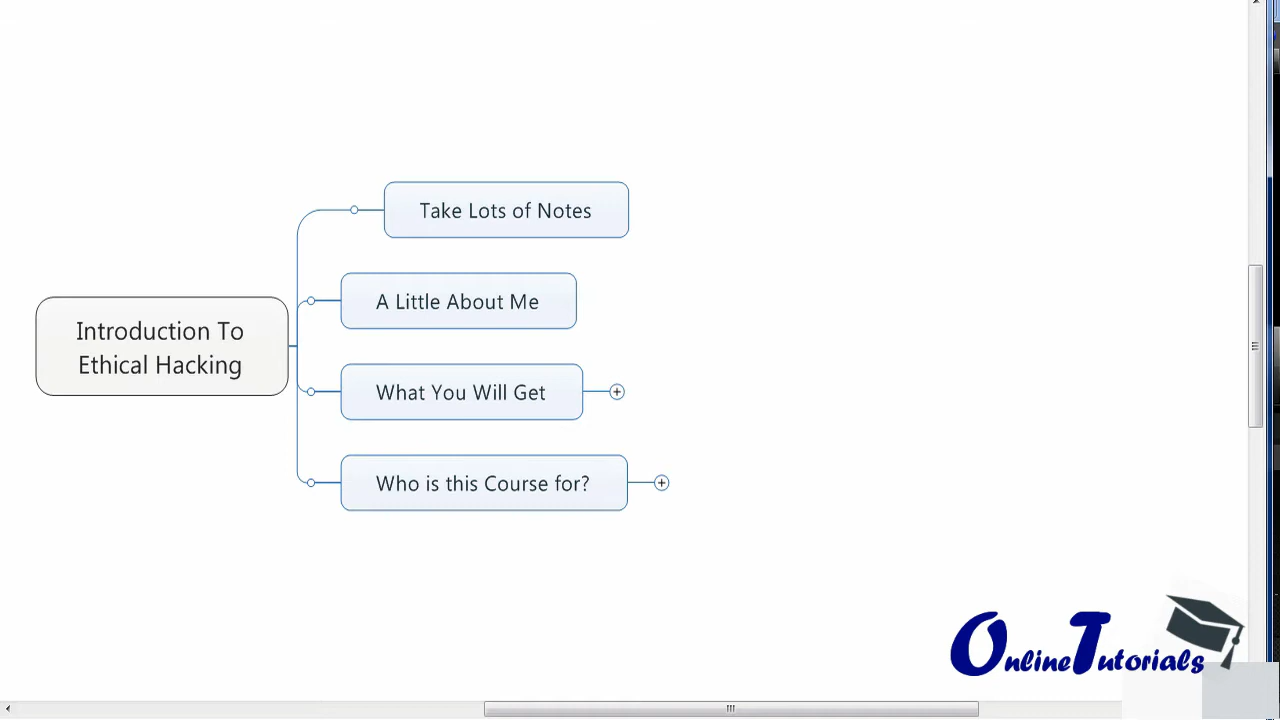 Take Lots of Notes
A Little About Me
Introduction To
Ethical Hacking
What You Will Get
Who is this Course for?
OnlineTutorials